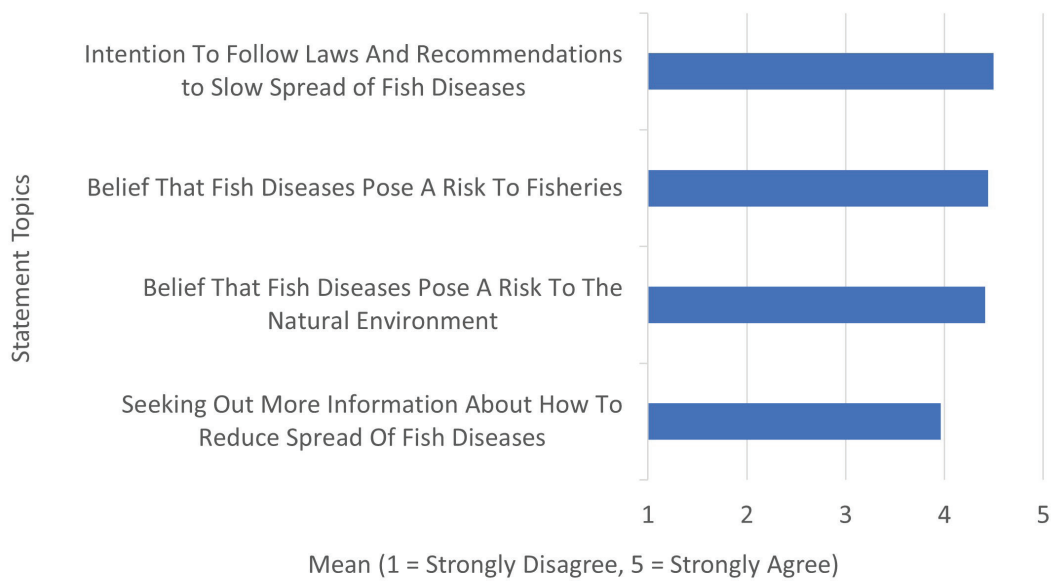 Intention To Follow Laws And Recommendations
to Slow Spread of Fish Diseases
Belief That Fish Diseases Pose A Risk To Fisheries
Belief That Fish Diseases Pose A Risk To The
Natural Environment
Seeking Out More Information About How To
Reduce Spread Of Fish Diseases
Statement Topics
1 2 3 4 5
Mean (1 = Strongly Disagree, 5 = Strongly Agree)